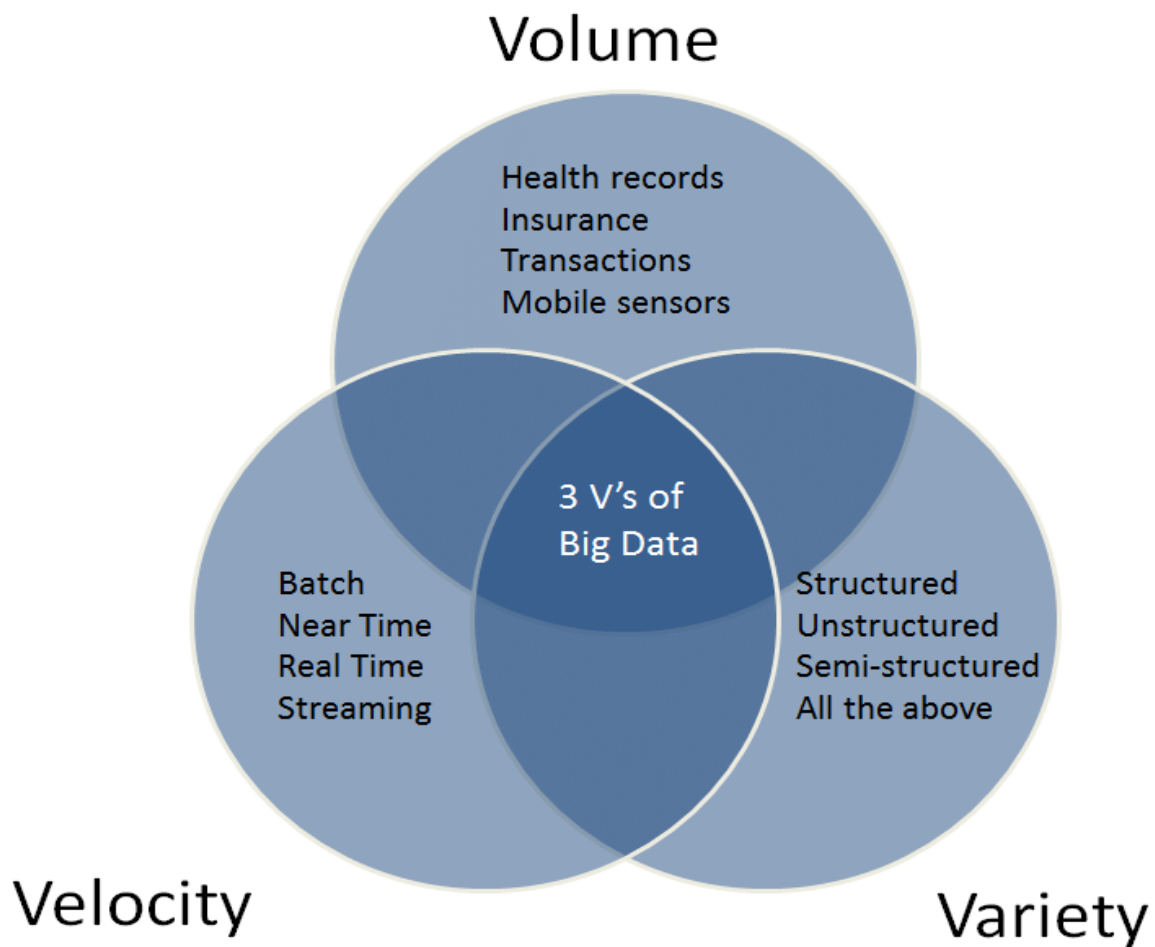 Volume
Health records
Insurance
Transactions
Mobile sensors
3 V’s of
Big Data
Batch
Near Time
Real Time
Streaming
Structured
Unstructured
Semi-structured
All the above
Velocity
Variety